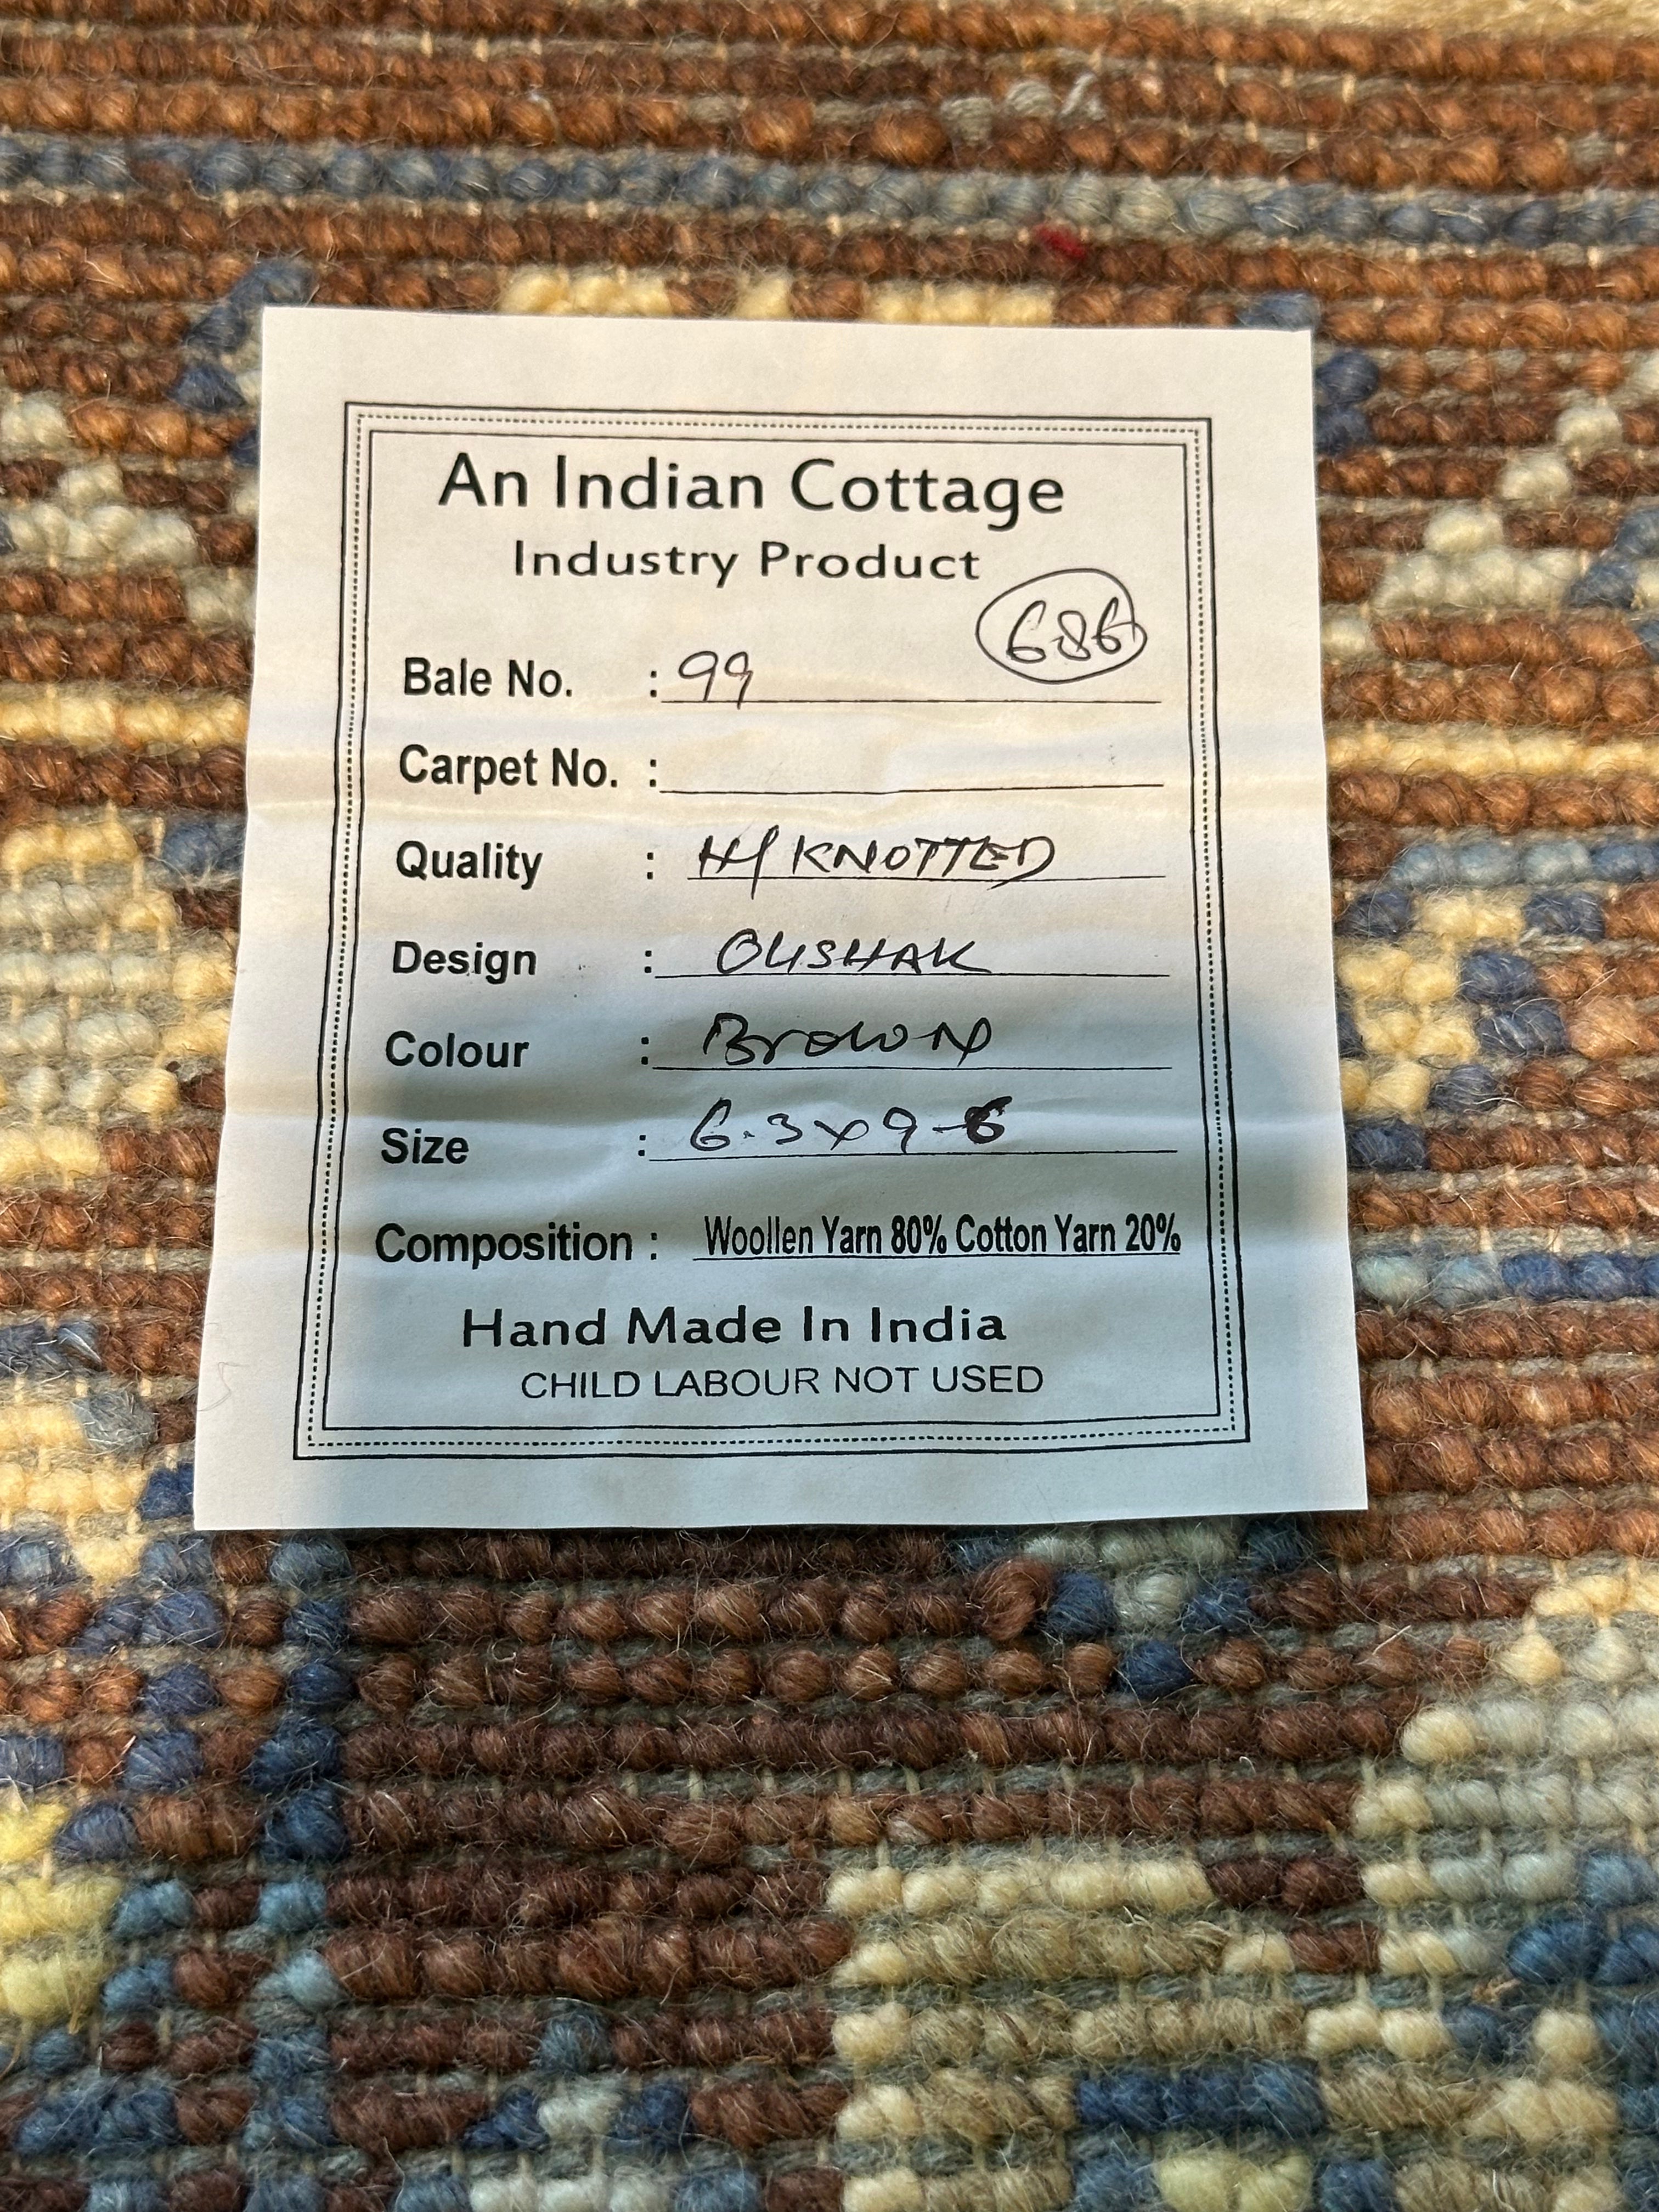 An Indian Cottage
Industry Product
686
Bale No. : 99
Carpet No. :
Quality : H/KNOTTED
Design : OUSHAK
Colour : Brown
Size : 6.3x9-6
Composition : Woollen Yarn 80% Cotton Yarn 20%
Hand Made In India
CHILD LABOUR NOT USED